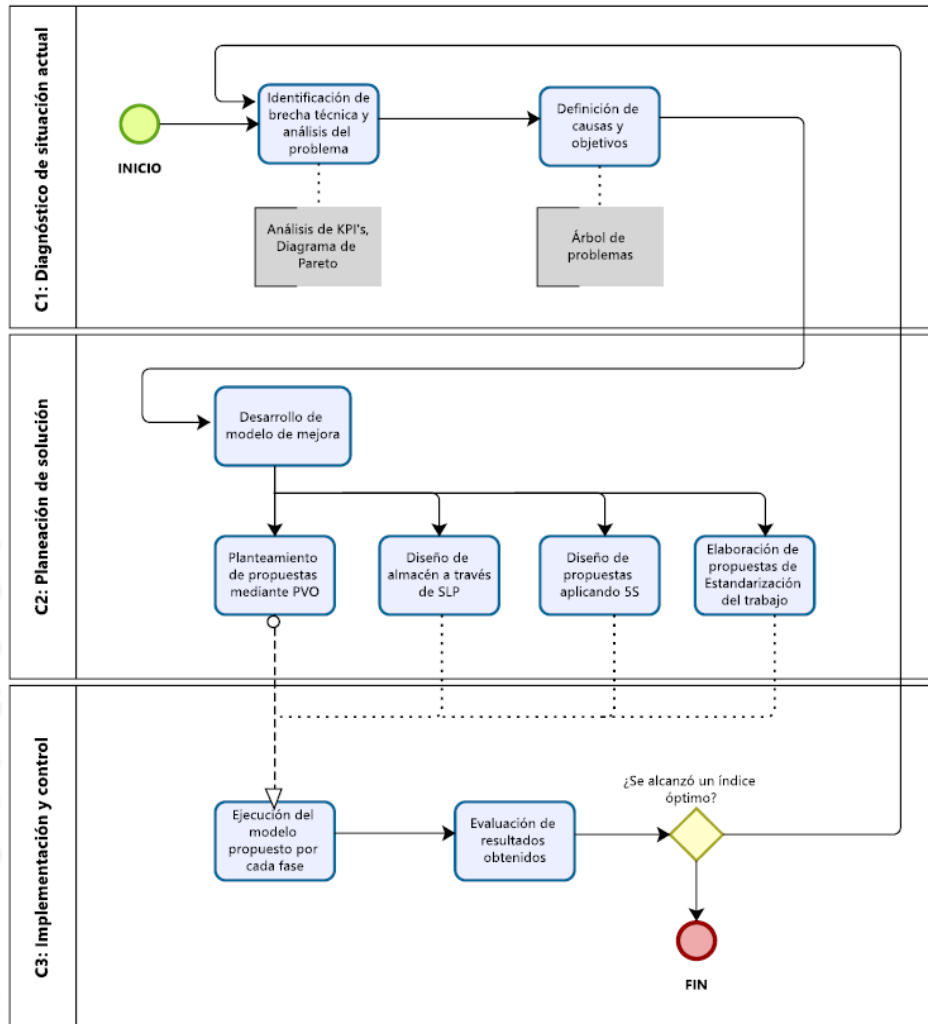 C1: Diagnóstico de situación actual
INICIO
Identificación de
brecha técnica y
análisis del
problema
Definición de
causas y
objetivos
Análisis de KPI's,
Diagrama de
Pareto
Árbol de
problemas
C2: Planeación de solución
Desarrollo de
modelo de mejora
Planteamiento
de propuestas
mediante PVO
Diseño de
almacén a través
de SLP
Diseño de
propuestas
aplicando 5S
Elaboración de
propuestas de
Estandarización
del trabajo
C3: Implementación y control
Ejecución del
modelo
propuesto por
cada fase
Evaluación de
resultados
obtenidos
¿Se alcanzó un índice
óptimo?
FIN